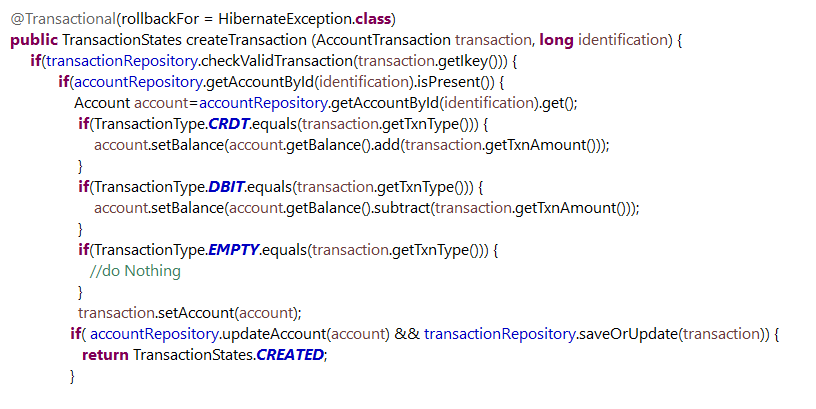 @Transactional(rollbackFor = HibernateException.class)
public TransactionStates createTransaction (AccountTransaction transaction, long identification) {
if(transactionRepository.checkValidTransaction(transaction.getIkey())) {
if(accountRepository.getAccountById(identification).isPresent()) {
Account account=accountRepository.getAccountById(identification).get();
if(TransactionType.CRDT.equals(transaction.getTxnType())) {
account.setBalance(account.getBalance().add(transaction.getTxnAmount()));
}
if(TransactionType.DBIT.equals(transaction.getTxnType())) {
account.setBalance(account.getBalance().subtract(transaction.getTxnAmount()));
}
if(TransactionType.EMPTY.equals(transaction.getTxnType())) {
//do Nothing
}
transaction.setAccount(account);
if( accountRepository.updateAccount(account) && transactionRepository.saveOrUpdate(transaction)) {
return TransactionStates.CREATED;
}